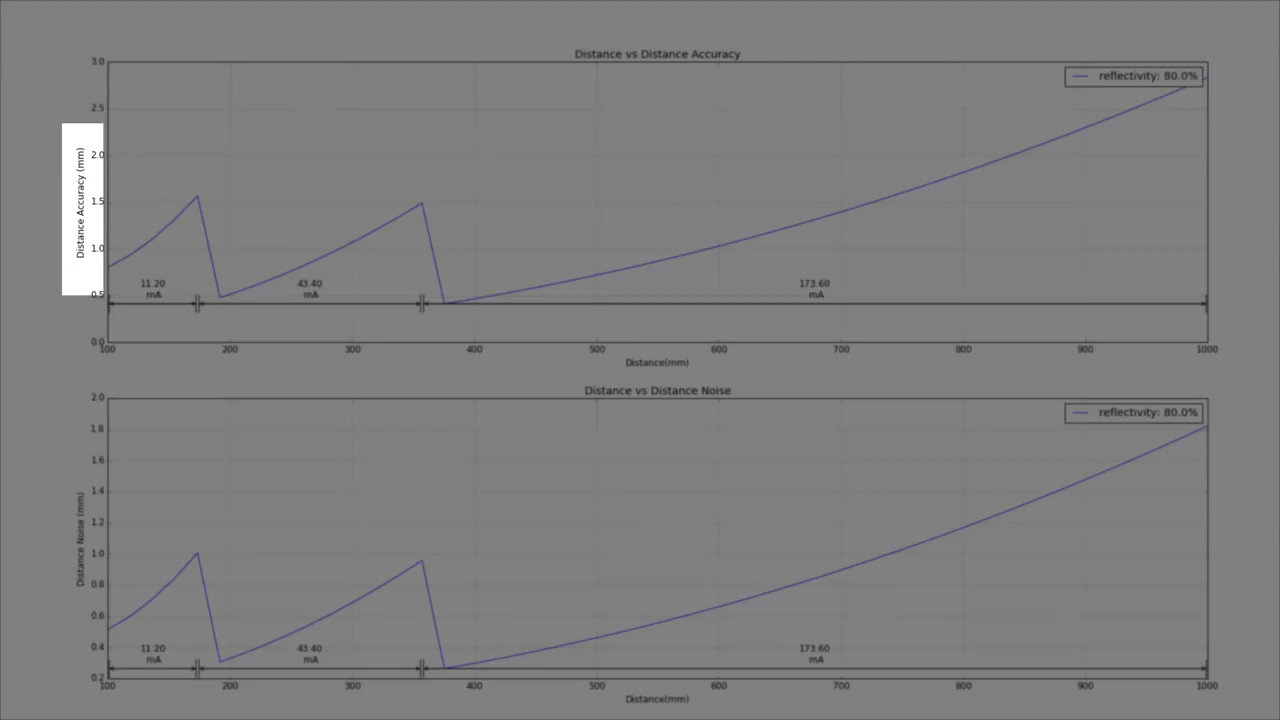 Distance vs Distance Accuracy
3.0
2.5
2.0
1.5
1.0
0.5
0.0
Distance Accuracy (mm)
reflectivity: 80.0%
11.20
mA
43.40
mA
173.60
mA
100 200 300 400 500 600 700 800 900 1000
Distance(mm)
Distance vs Distance Noise
2.0
1.8
1.6
1.4
1.2
1.0
0.8
0.6
0.4
0.2
Distance Noise (mm)
reflectivity: 80.0%
11.20
mA
43.40
mA
173.60
mA
100 200 300 400 500 600 700 800 900 1000
Distance(mm)